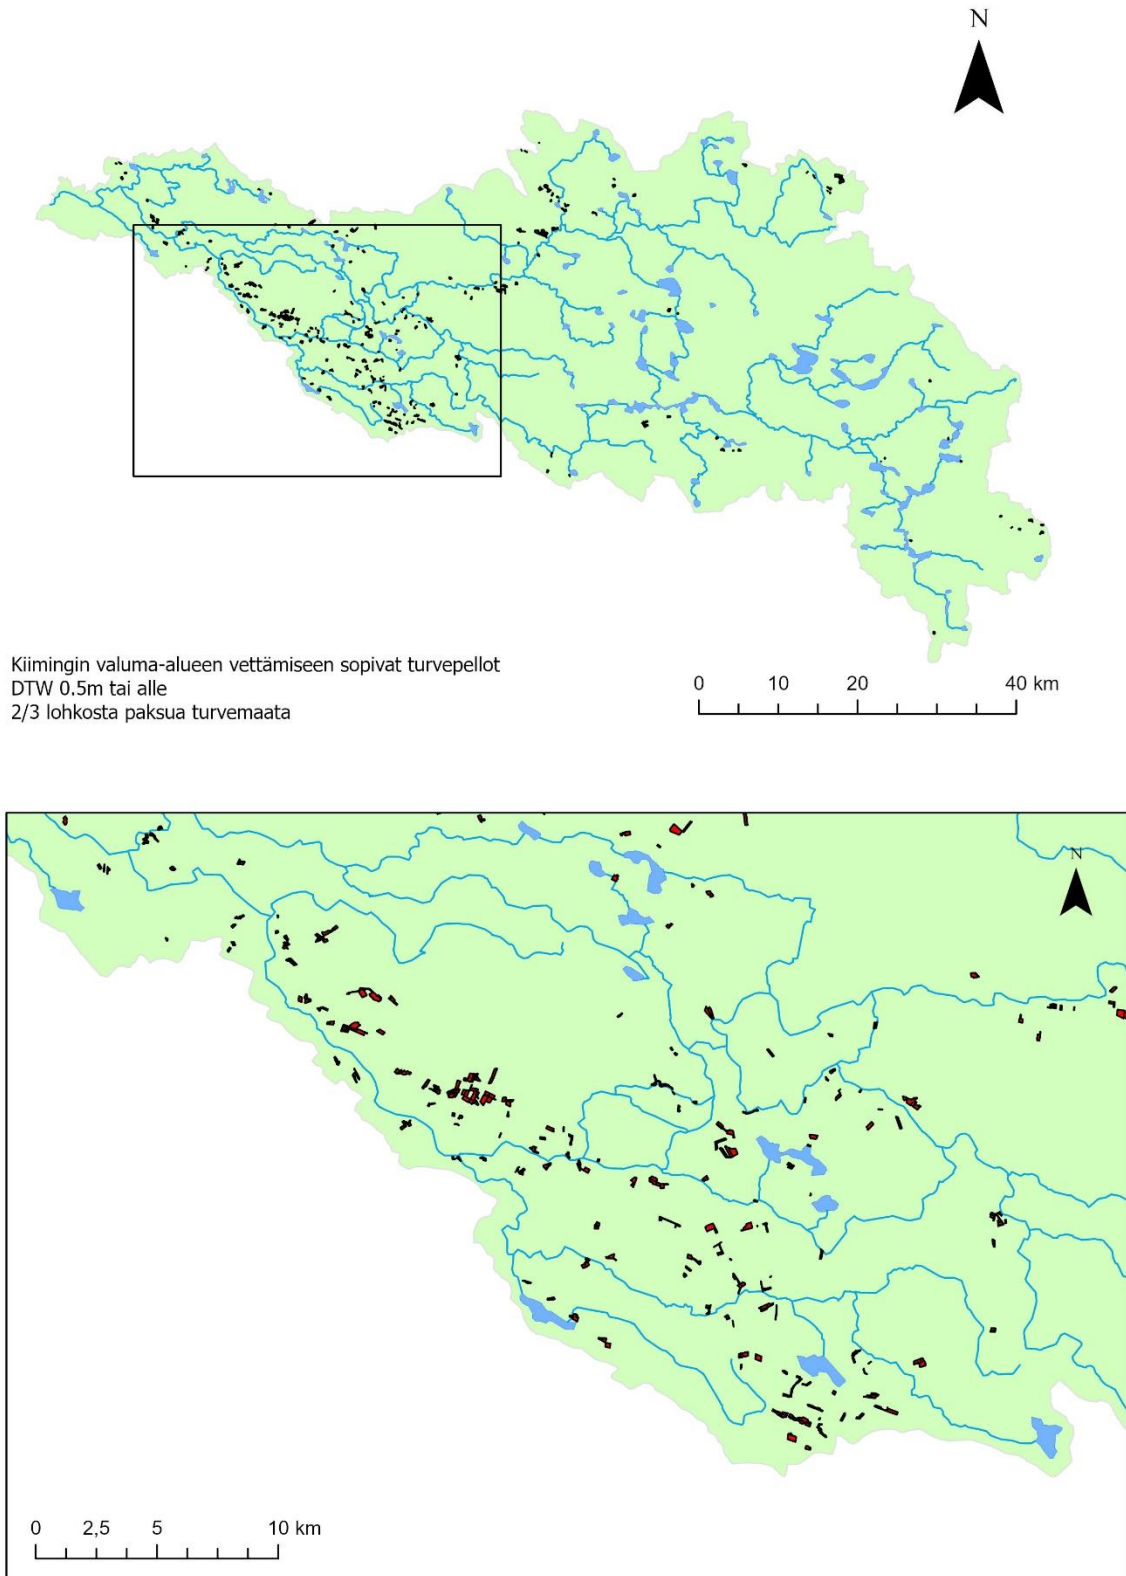 N
Kiimingin valuma-alueen vettämiseen sopivat turvepellot
DTW 0.5m tai alle
2/3 lohkosta paksua turvemaata
0 10 20 40 km
N
0 2,5 5 10 km